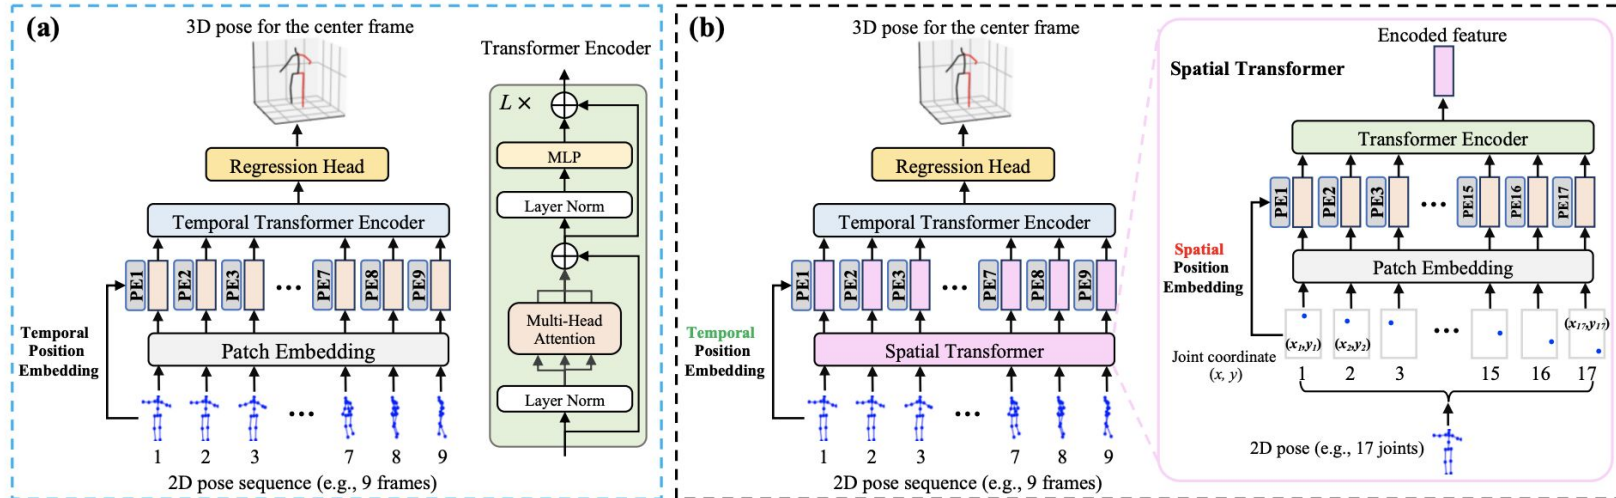 (a)
3D pose for the center frame
Regression Head
Temporal Transformer Encoder
PE1 PE2 PE3 ... PE7 PE8 PE9
Temporal
Position
Embedding
Patch Embedding
1 2 3 ... 7 8 9
2D pose sequence (e.g., 9 frames)
Transformer Encoder
L ×
MLP
Layer Norm
Multi-Head
Attention
Layer Norm
(b)
3D pose for the center frame
Regression Head
Temporal Transformer Encoder
PE1 PE2 PE3 ... PE7 PE8 PE9
Temporal
Position
Embedding
Spatial Transformer
1 2 3 ... 7 8 9
2D pose sequence (e.g., 9 frames)
Encoded feature
Spatial Transformer
Transformer Encoder
PE1 PE2 PE3 ... PE15 PE16 PE17
Spatial
Position
Embedding
Patch Embedding
(x1,y1) (x2,y2) ... (x17,y17)
Joint coordinate
(x, y)
1 2 3 15 16 17
2D pose (e.g., 17 joints)